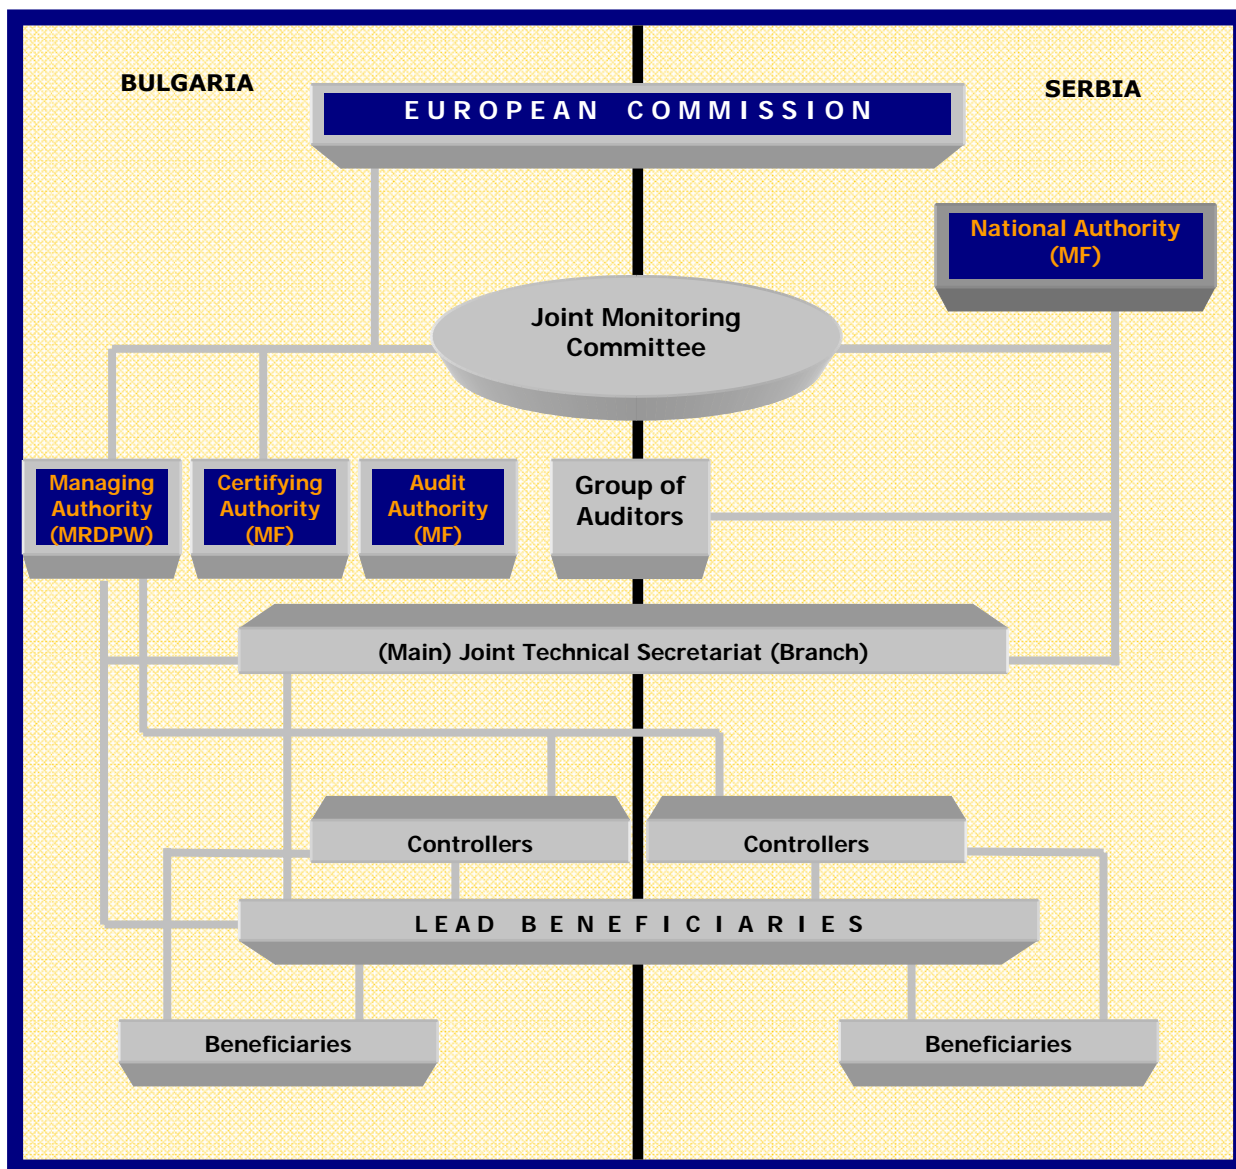 BULGARIA
SERBIA
EUROPEAN COMMISSION
National Authority
(MF)
Joint Monitoring
Committee
Managing
Authority
(MRDPW)
Certifying
Authority
(MF)
Audit
Authority
(MF)
Group of
Auditors
(Main) Joint Technical Secretariat (Branch)
Controllers
Controllers
LEAD BENEFICIARIES
Beneficiaries
Beneficiaries